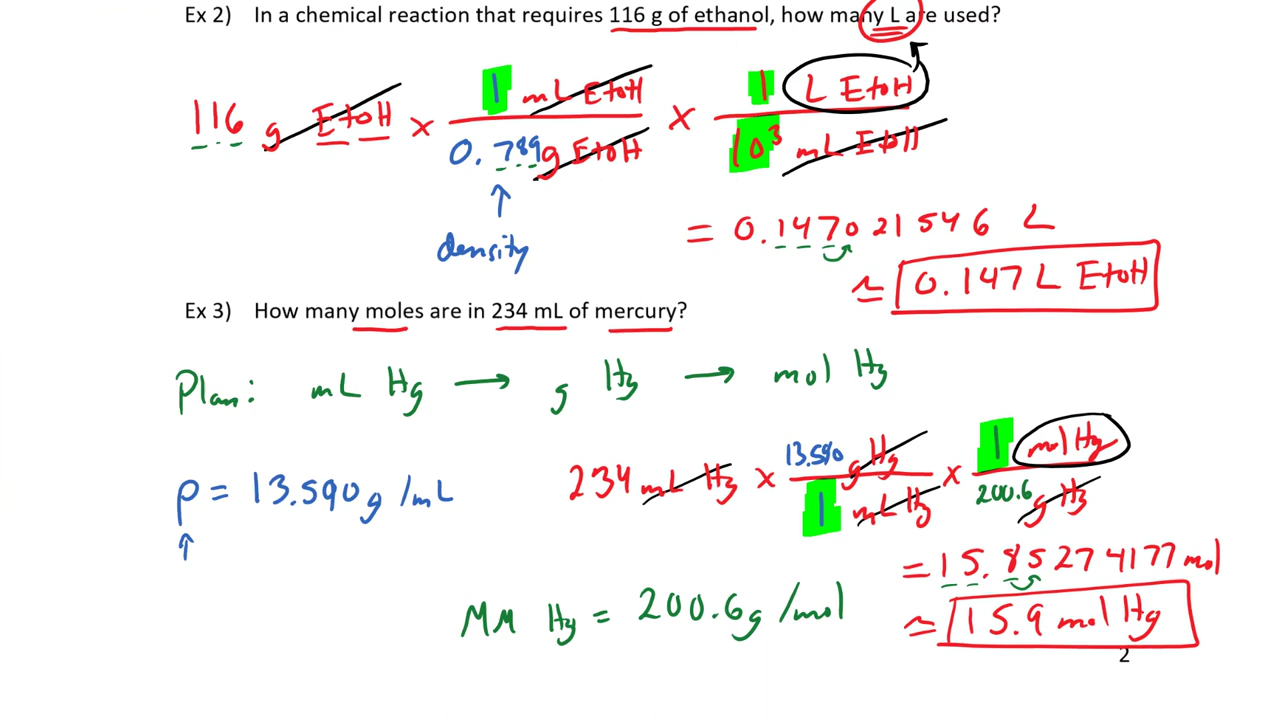 Ex 2) In a chemical reaction that requires 116 g of ethanol, how many L are used?
116 g EtoH x 1 mL EtoH / 0.789 g EtoH x 1 L EtoH / 10³ mL EtoH
↑
density
= 0.147021546 L
≃ 0.147 L EtoH
Ex 3) How many moles are in 234 mL of mercury?
Plan: mL Hg → g Hg → mol Hg
ρ = 13.590 g/mL
↑
234 mL Hg x 13.590 g Hg / 1 mL Hg x 1 mol Hg / 200.6 g Hg
= 15.85274177 mol
MM Hg = 200.6 g/mol
≃ 15.9 mol Hg
2